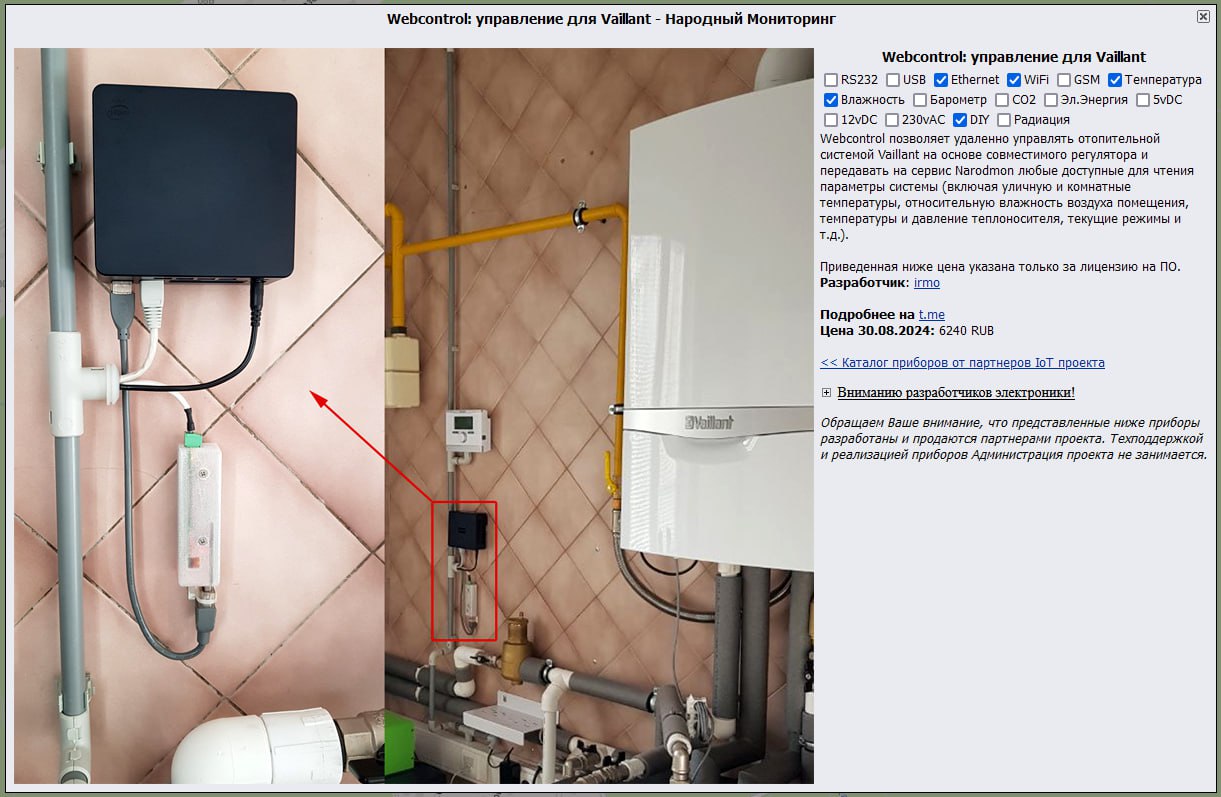 Webcontrol: управление для Vaillant - Народный Мониторинг
Webcontrol: управление для Vaillant
RS232 USB Ethernet WiFi GSM Температура
Влажность Барометр CO2 Эл.Энергия 5vDC
12vDC 230vAC DIY Радиация
Webcontrol позволяет удаленно управлять отопительной
системой Vaillant на основе совместимого регулятора и
передавать на сервис Narodmon любые доступные для чтения
параметры системы (включая уличную и комнатные
температуры, относительную влажность воздуха помещения,
температуры и давление теплоносителя, текущие режимы и
т.д.).
Приведенная ниже цена указана только за лицензию на ПО.
Разработчик: irmo
Подробнее на t.me
Цена 30.08.2024: 6240 RUB
<< Каталог приборов от партнеров IoT проекта
Вниманию разработчиков электроники!
Обращаем Ваше внимание, что представленные ниже приборы
разработаны и продаются партнерами проекта. Техподдержкой
и реализацией приборов Администрация проекта не занимается.
Vaillant